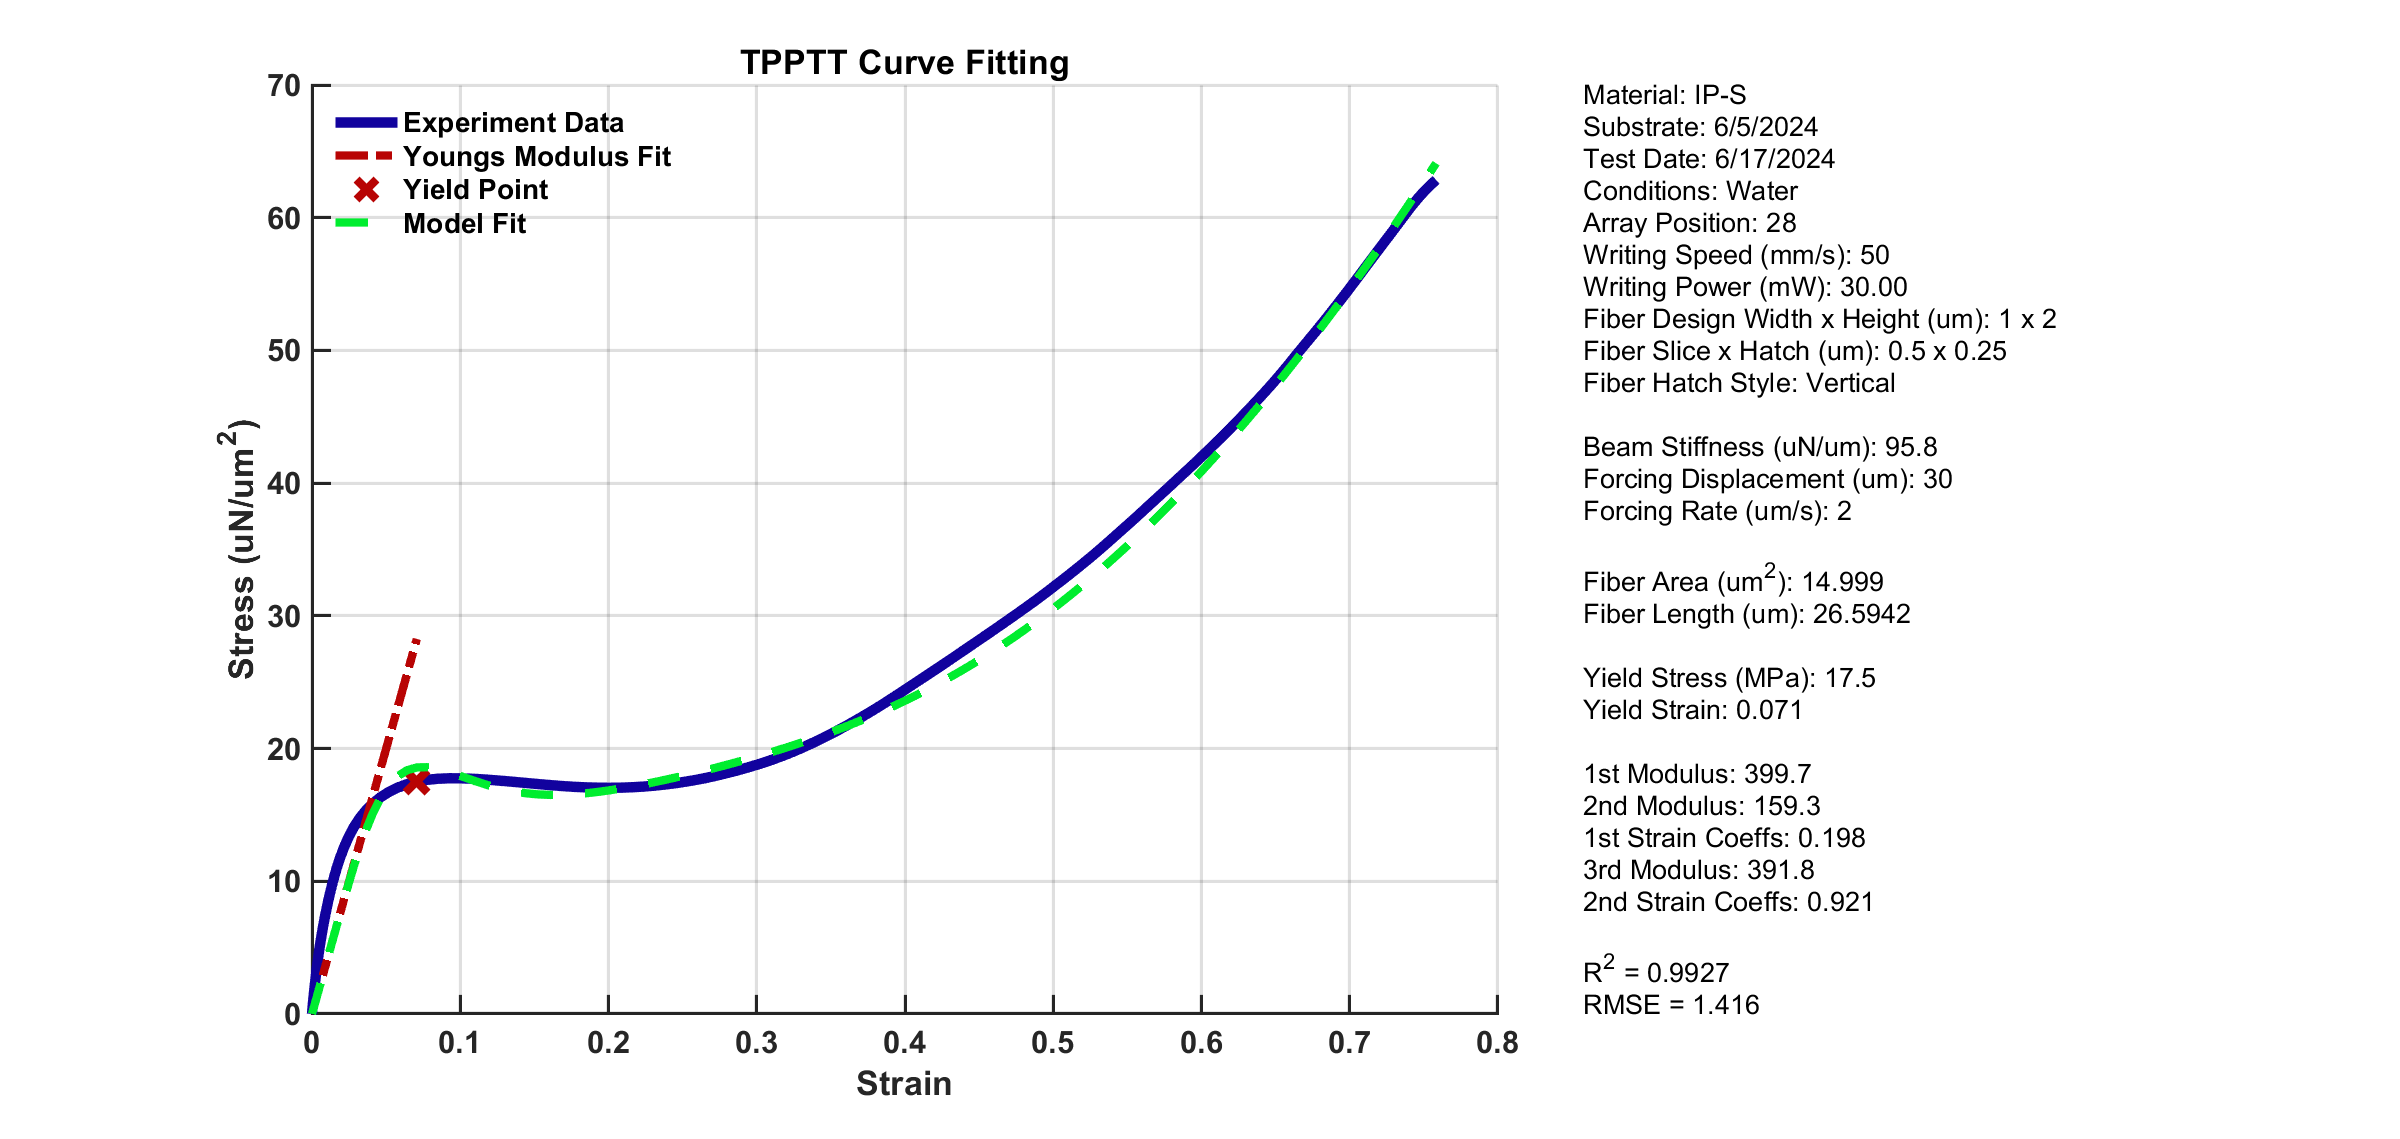 TPPTT Curve Fitting
70
60
50
40
30
20
10
0
Stress (uN/um²)
Experiment Data
Youngs Modulus Fit
Yield Point
Model Fit
0 0.1 0.2 0.3 0.4 0.5 0.6 0.7 0.8
Strain
Material: IP-S
Substrate: 6/5/2024
Test Date: 6/17/2024
Conditions: Water
Array Position: 28
Writing Speed (mm/s): 50
Writing Power (mW): 30.00
Fiber Design Width x Height (um): 1 x 2
Fiber Slice x Hatch (um): 0.5 x 0.25
Fiber Hatch Style: Vertical
Beam Stiffness (uN/um): 95.8
Forcing Displacement (um): 30
Forcing Rate (um/s): 2
Fiber Area (um²): 14.999
Fiber Length (um): 26.5942
Yield Stress (MPa): 17.5
Yield Strain: 0.071
1st Modulus: 399.7
2nd Modulus: 159.3
1st Strain Coeffs: 0.198
3rd Modulus: 391.8
2nd Strain Coeffs: 0.921
R² = 0.9927
RMSE = 1.416